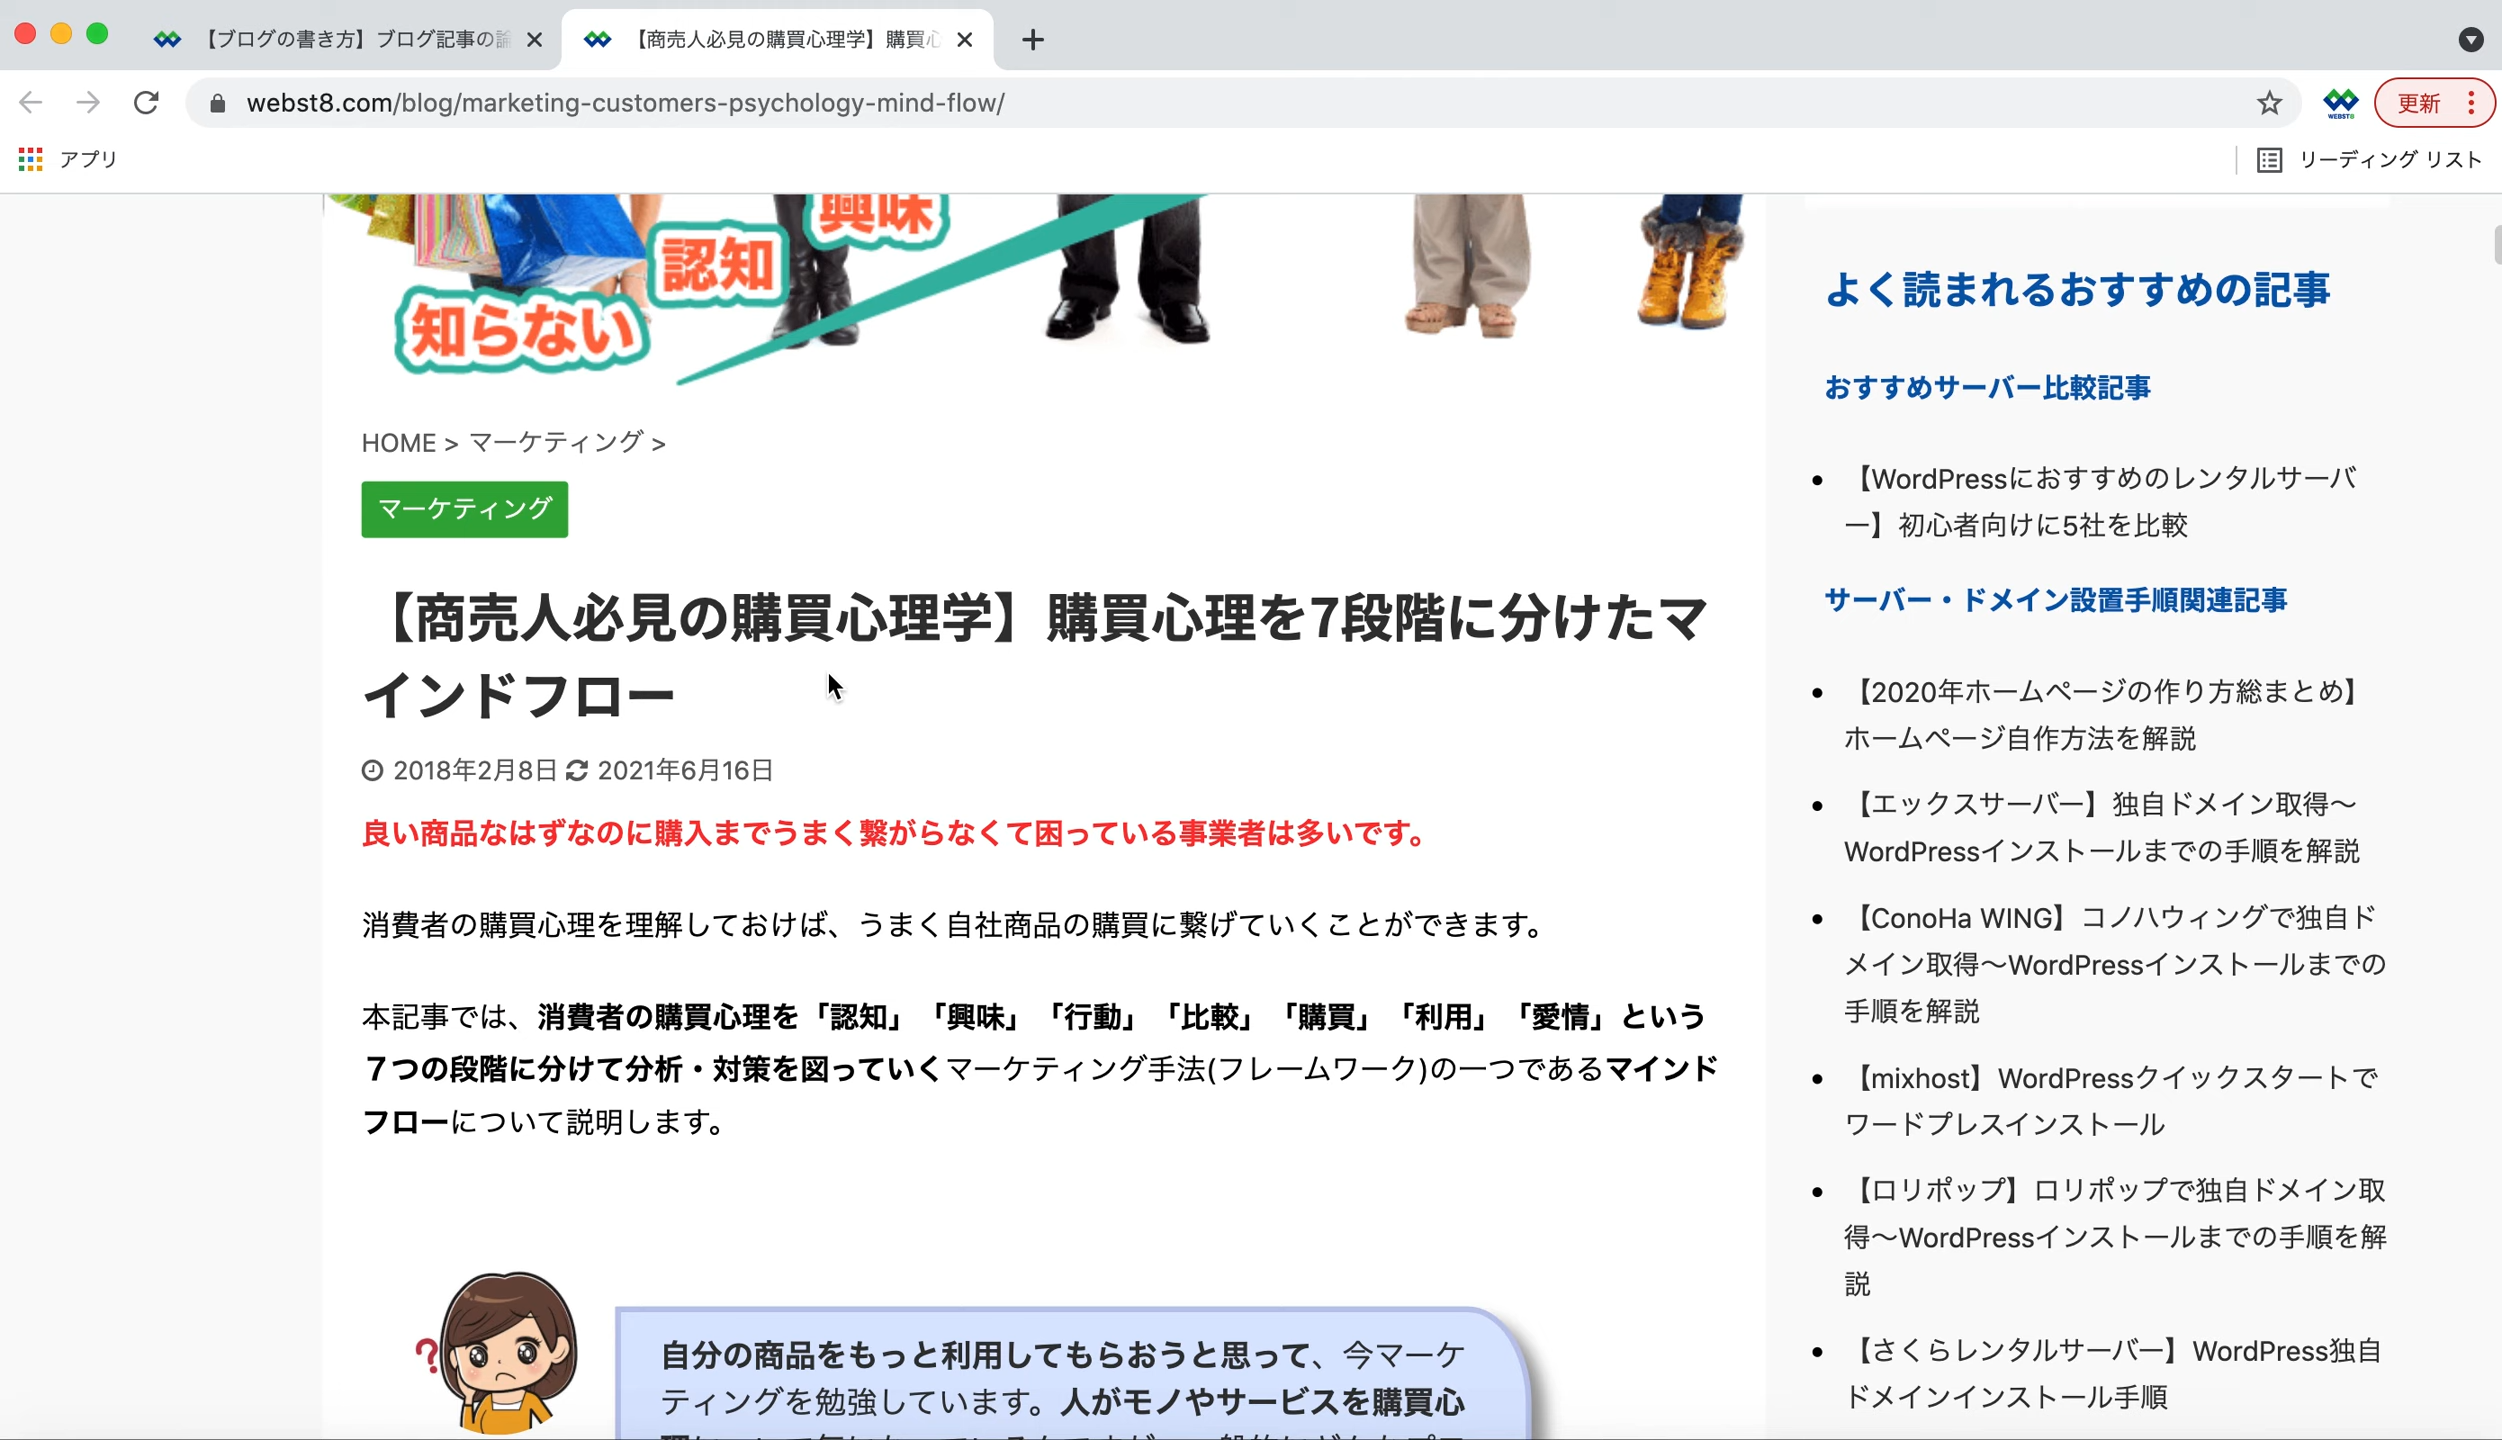 【ブログの書き方】ブログ記事の論
【商売人必見の購買心理学】購買心
webst8.com/blog/marketing-customers-psychology-mind-flow/
WEBST8
更新
アプリ
リーディング リスト
興味
認知
知らない
HOME > マーケティング >
マーケティング
【商売人必見の購買心理学】購買心理を7段階に分けたマ
インドフロー
2018年2月8日 2021年6月16日
良い商品なはずなのに購入までうまく繋がらなくて困っている事業者は多いです。
消費者の購買心理を理解しておけば、うまく自社商品の購買に繋げていくことができます。
本記事では、消費者の購買心理を「認知」「興味」「行動」「比較」「購買」「利用」「愛情」という
７つの段階に分けて分析・対策を図っていくマーケティング手法(フレームワーク)の一つであるマインド
フローについて説明します。
?
自分の商品をもっと利用してもらおうと思って、今マーケ
ティングを勉強しています。人がモノやサービスを購買心
よく読まれるおすすめの記事
おすすめサーバー比較記事
【WordPressにおすすめのレンタルサーバ
ー】初心者向けに5社を比較
サーバー・ドメイン設置手順関連記事
【2020年ホームページの作り方総まとめ】
ホームページ自作方法を解説
【エックスサーバー】独自ドメイン取得〜
WordPressインストールまでの手順を解説
【ConoHa WING】コノハウィングで独自ド
メイン取得〜WordPressインストールまでの
手順を解説
【mixhost】WordPressクイックスタートで
ワードプレスインストール
【ロリポップ】ロリポップで独自ドメイン取
得〜WordPressインストールまでの手順を解
説
【さくらレンタルサーバー】WordPress独自
ドメインインストール手順